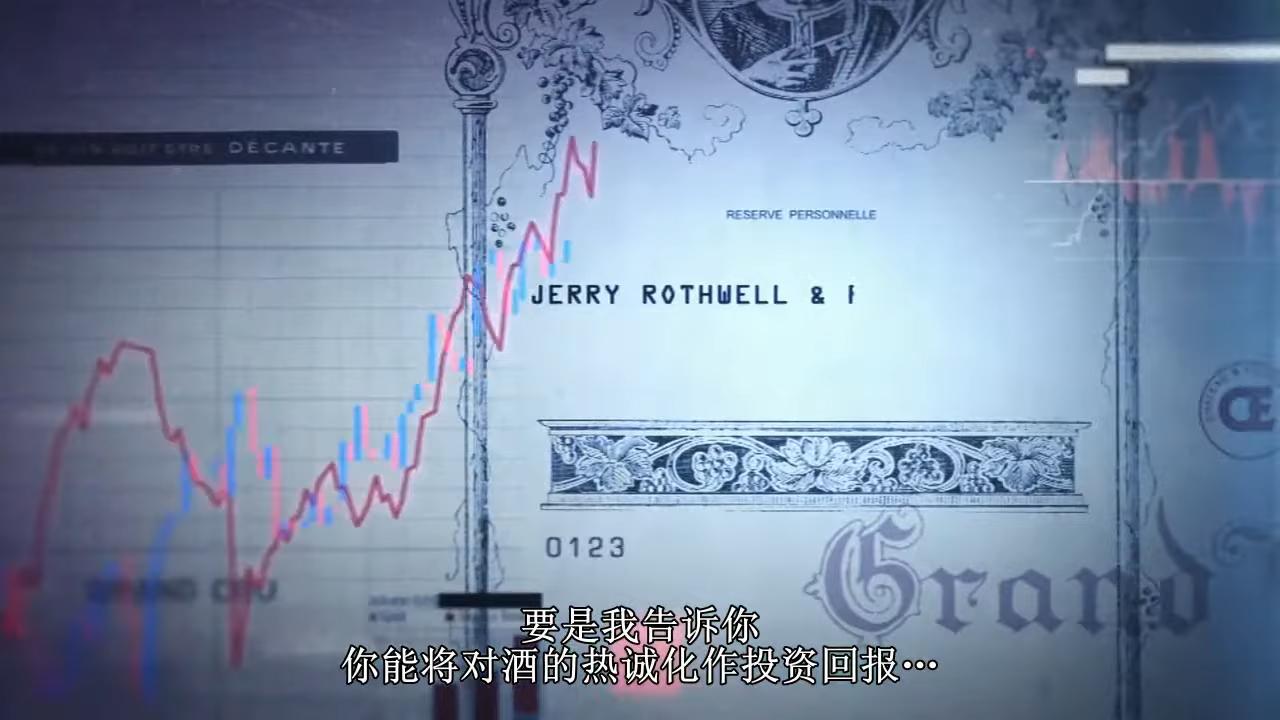 DÉCANTE
RESERVE PERSONNELLE
JERRY ROTHWELL &
0123
Grand
要是我告诉你
你能将对酒的热诚化作投资回报…